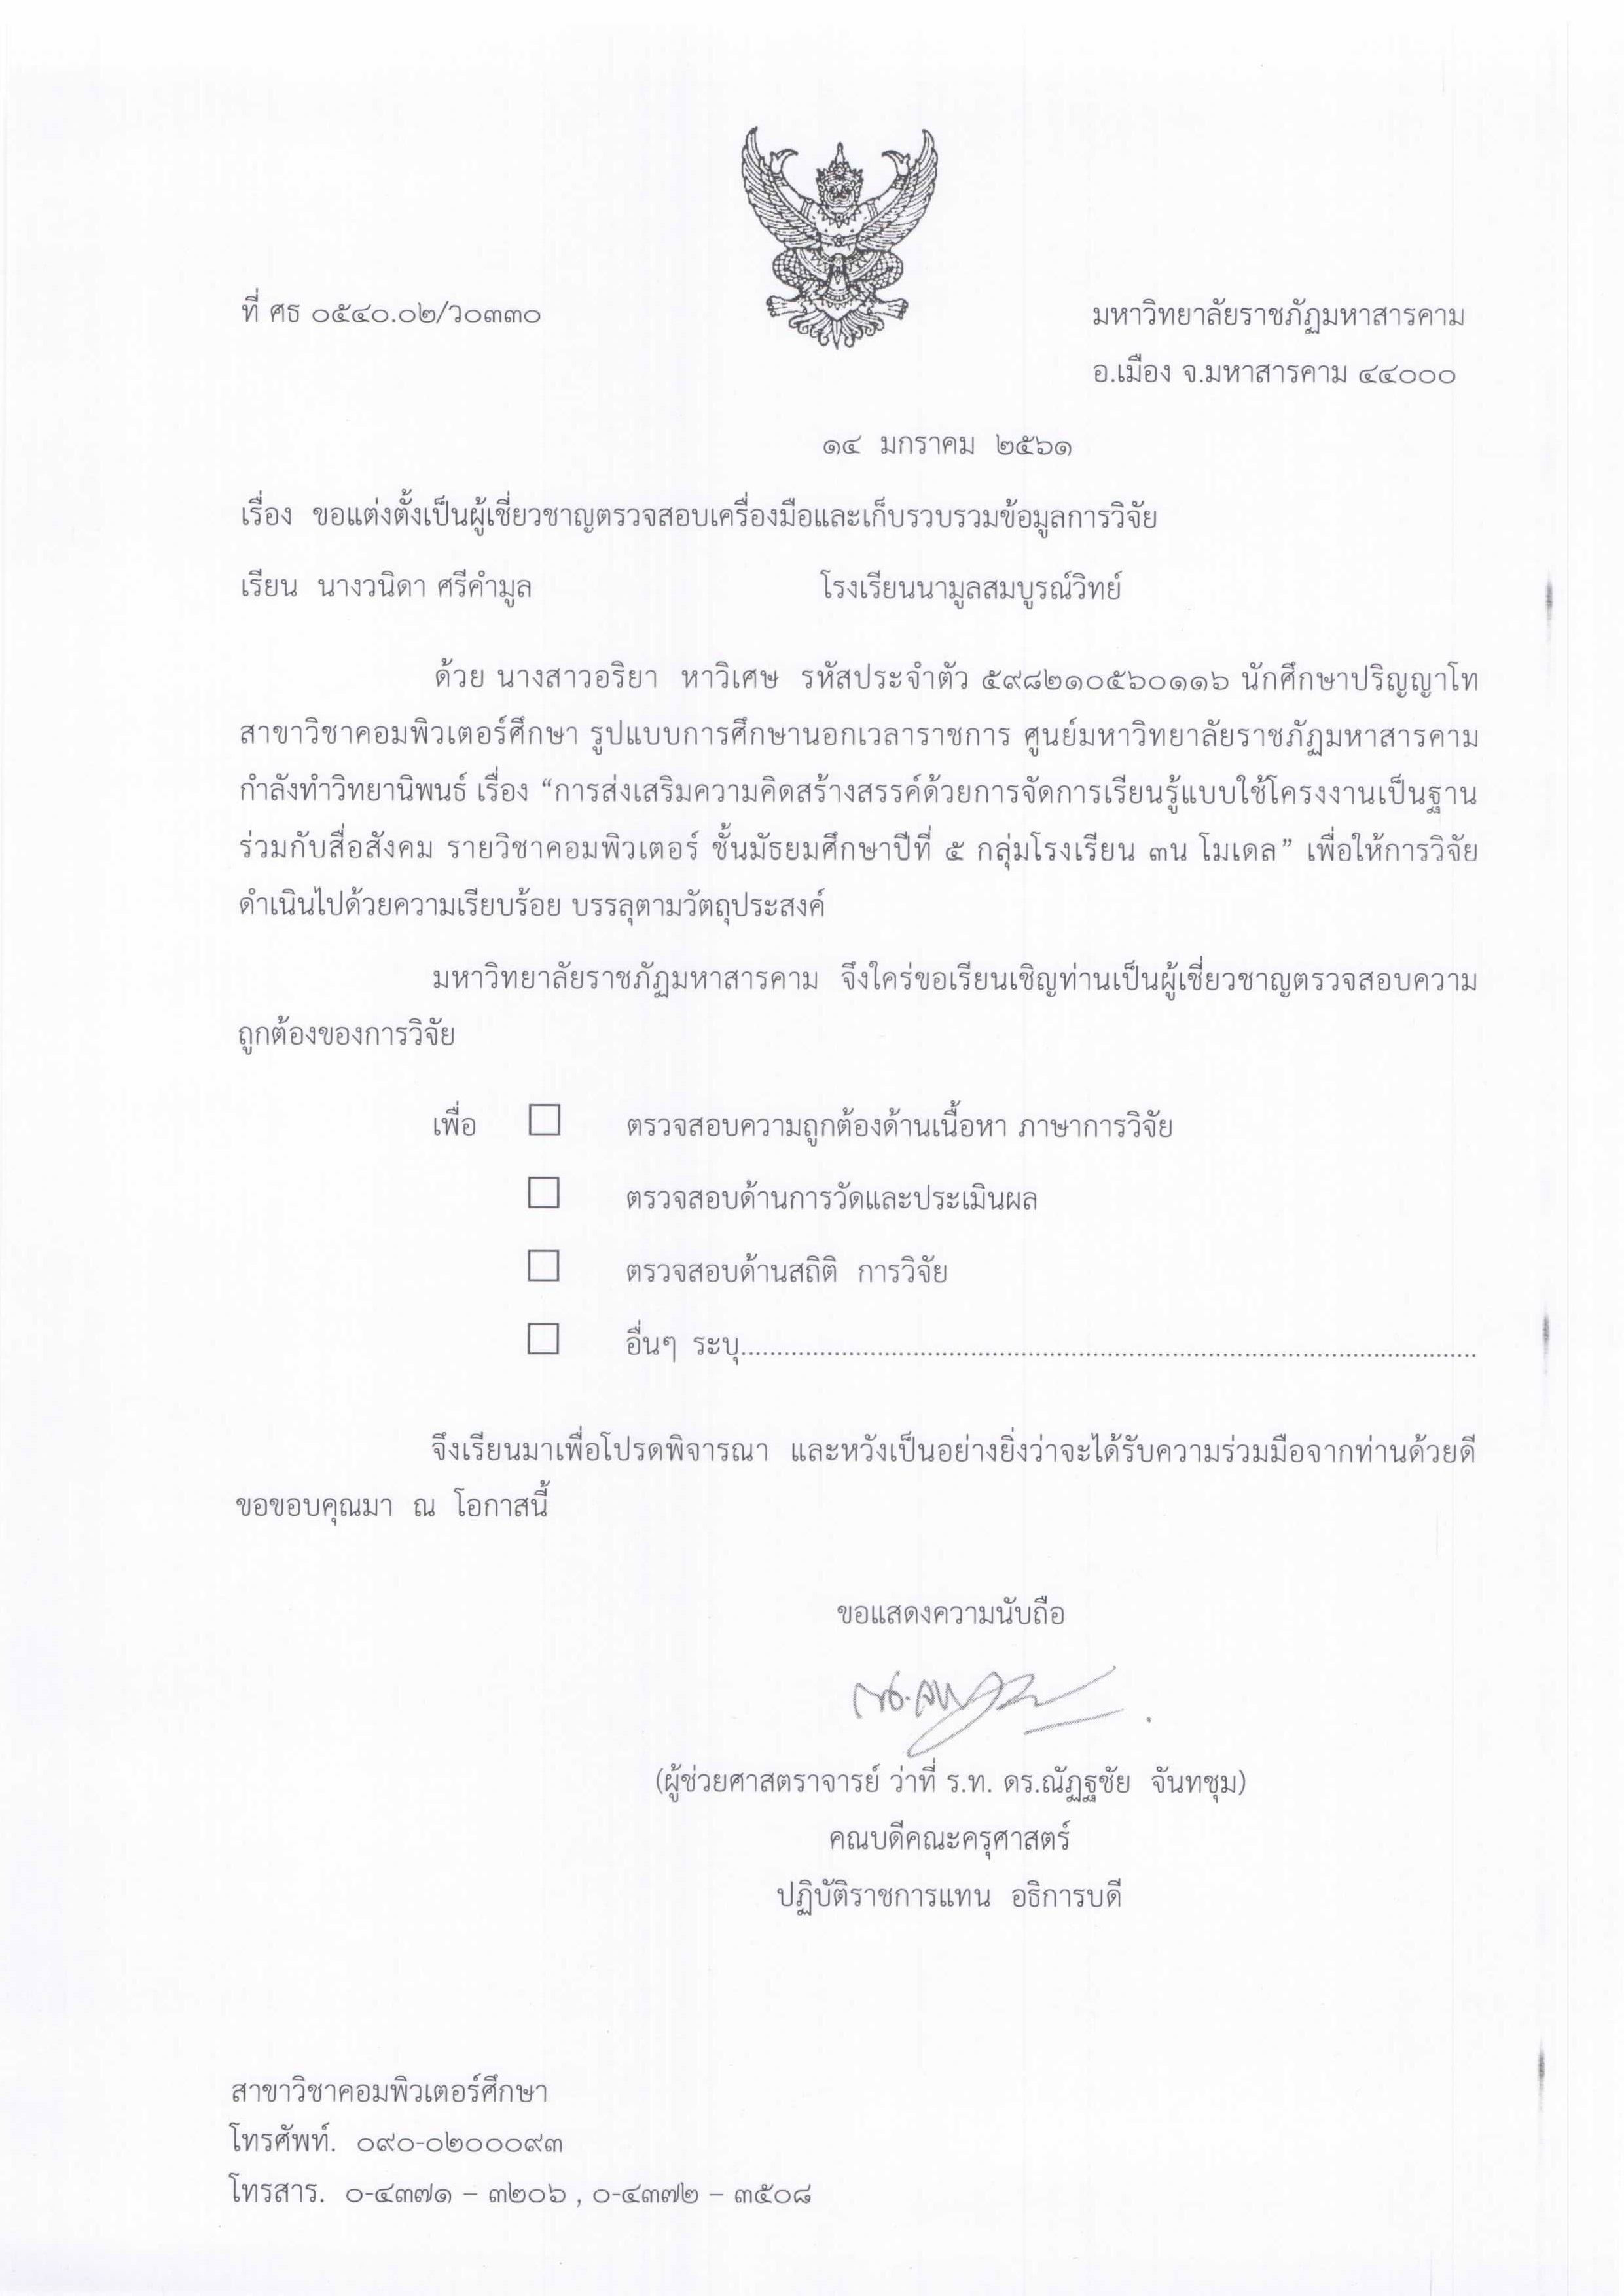 ที่ ศธ ๐๕๔๐.๐๒/ว๐๓๓๐
มหาวิทยาลัยราชภัฏมหาสารคาม
อ.เมือง จ.มหาสารคาม ๔๔๐๐๐
๑๔ มกราคม ๒๕๖๑
เรื่อง ขอแต่งตั้งเป็นผู้เชี่ยวชาญตรวจสอบเครื่องมือและเก็บรวบรวมข้อมูลการวิจัย
เรียน นางวนิดา ศรีคำมูล โรงเรียนนามูลสมบูรณ์วิทย์
ด้วย นางสาวอริยา หาวิเศษ รหัสประจำตัว ๕๙๘๒๑๐๕๖๐๑๑๖ นักศึกษาปริญญาโท
สาขาวิชาคอมพิวเตอร์ศึกษา รูปแบบการศึกษานอกเวลาราชการ ศูนย์มหาวิทยาลัยราชภัฏมหาสารคาม
กำลังทำวิทยานิพนธ์ เรื่อง “การส่งเสริมความคิดสร้างสรรค์ด้วยการจัดการเรียนรู้แบบใช้โครงงานเป็นฐาน
ร่วมกับสื่อสังคม รายวิชาคอมพิวเตอร์ ชั้นมัธยมศึกษาปีที่ ๕ กลุ่มโรงเรียน ๓น โมเดล” เพื่อให้การวิจัย
ดำเนินไปด้วยความเรียบร้อย บรรลุตามวัตถุประสงค์
มหาวิทยาลัยราชภัฏมหาสารคาม จึงใคร่ขอเรียนเชิญท่านเป็นผู้เชี่ยวชาญตรวจสอบความ
ถูกต้องของการวิจัย
เพื่อ ☐ ตรวจสอบความถูกต้องด้านเนื้อหา ภาษาการวิจัย
☐ ตรวจสอบด้านการวัดและประเมินผล
☐ ตรวจสอบด้านสถิติ การวิจัย
☐ อื่นๆ ระบุ........................................................................................................
จึงเรียนมาเพื่อโปรดพิจารณา และหวังเป็นอย่างยิ่งว่าจะได้รับความร่วมมือจากท่านด้วยดี
ขอขอบคุณมา ณ โอกาสนี้
ขอแสดงความนับถือ
(ผู้ช่วยศาสตราจารย์ ว่าที่ ร.ท. ดร.ณัฏฐชัย จันทชุม)
คณบดีคณะครุศาสตร์
ปฏิบัติราชการแทน อธิการบดี
สาขาวิชาคอมพิวเตอร์ศึกษา
โทรศัพท์. ๐๙๐-๐๒๐๐๐๙๓
โทรสาร. ๐-๔๓๗๑ – ๓๒๐๖ , ๐-๔๓๗๒ – ๓๕๐๘